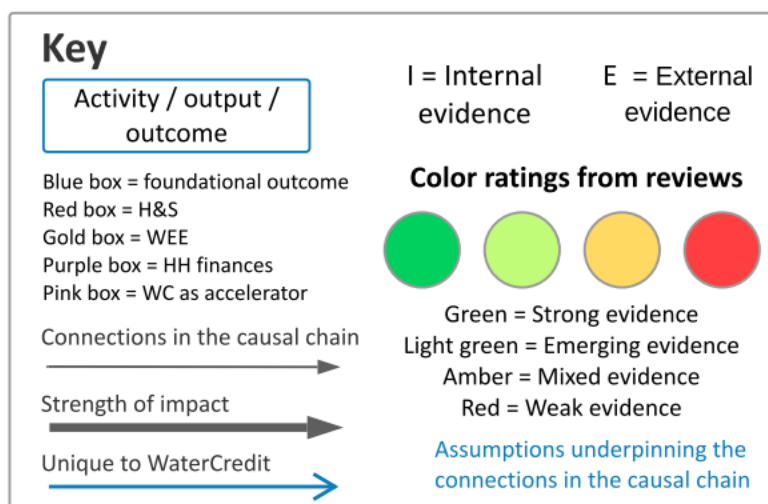 Key
Activity / output /
outcome
Blue box = foundational outcome
Red box = H&S
Gold box = WEE
Purple box = HH finances
Pink box = WC as accelerator
Connections in the causal chain
Strength of impact
Unique to WaterCredit
I = Internal
evidence
E = External
evidence
Color ratings from reviews
Green = Strong evidence
Light green = Emerging evidence
Amber = Mixed evidence
Red = Weak evidence
Assumptions underpinning the
connections in the causal chain